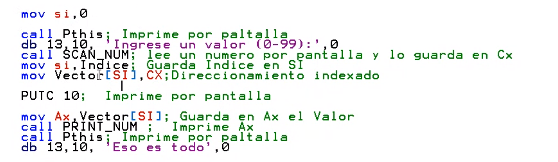 mov si,0
call Pthis; Imprime por paltalla
db 13,10, 'Ingrese un valor (0-99):',0
call SCAN_NUM; lee un numero por pantalla y lo guarda en Cx
mov si,Indice; Guarda Indice en SI
mov Vector[SI],CX;Direccionamiento indexado
PUTC 10;  Imprime por pantalla
mov Ax,Vector[SI]; Guarda en Ax el Valor
call PRINT_NUM ;  Imprime Ax
call Pthis; Imprime por pantalla
db 13,10, 'Eso es todo',0